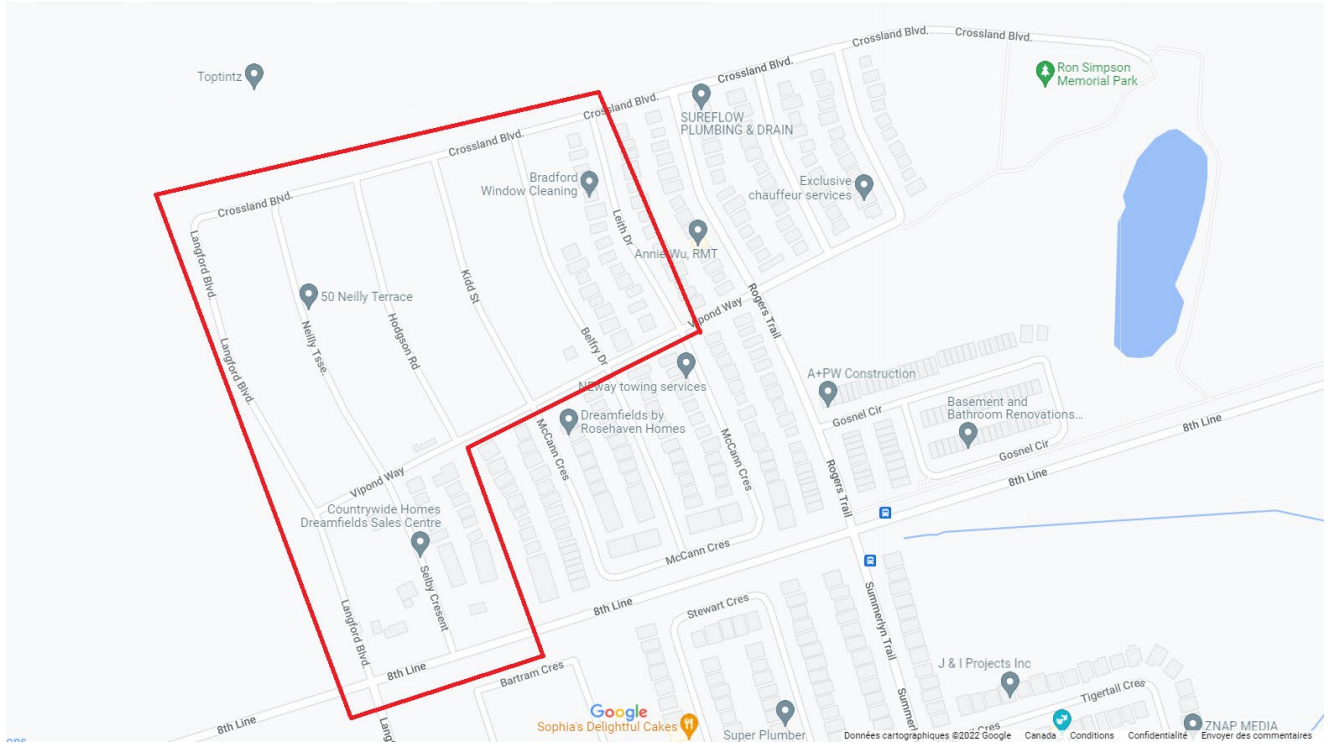 Crossland Blvd.
Crossland Blvd.
Crossland Blvd.
Ron Simpson
Memorial Park
Toptintz
Crossland Blvd.
SUREFLOW
PLUMBING & DRAIN
Crossland Blvd.
Bradford
Window Cleaning
Exclusive
chauffeur services
Crossland Blvd.
Leith Dr
Langford Blvd.
Annie Wu, RMT
50 Neilly Terrace
Kidd St
Rogers Trail
Vipond Way
Neilly Tsse.
Hodgson Rd
Belfry Dr
Langford Blvd.
NEway towing services
A+PW Construction
Dreamfields by
Rosehaven Homes
Gosnel Cir
Basement and
Bathroom Renovations...
8th Line
McCann Cres
McCann Cres
Gosnel Cir
Vipond Way
8th Line
Rogers Trail
Countrywide Homes
Dreamfields Sales Centre
McCann Cres
Selby Cresent
8th Line
Stewart Cres
Summerlyn Trail
Langford Blvd.
8th Line
Bartram Cres
J & I Projects Inc
Tigertail Cres
Google
Sophia's Delightful Cakes
Super Plumber
8th Line
Lang
Summerlyn
Cres
ZNAP MEDIA
ons
Données cartographiques ©2022 Google Canada Conditions Confidentialité Envoyer des commentaires